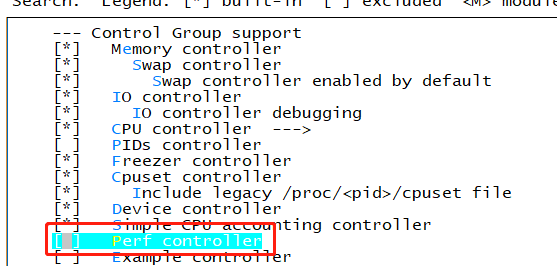 Search. Legend: [*] built-in [ ] excluded <M> modul
--- Control Group support
[*] Memory controller
[*] Swap controller
[*] Swap controller enabled by default
[*] IO controller
[*] IO controller debugging
[*] CPU controller --->
[ ] PIDs controller
[*] Freezer controller
[*] Cpuset controller
[*] Include legacy /proc/<pid>/cpuset file
[*] Device controller
[*] Simple CPU accounting controller
[ ] Perf controller
[ ] Example controller